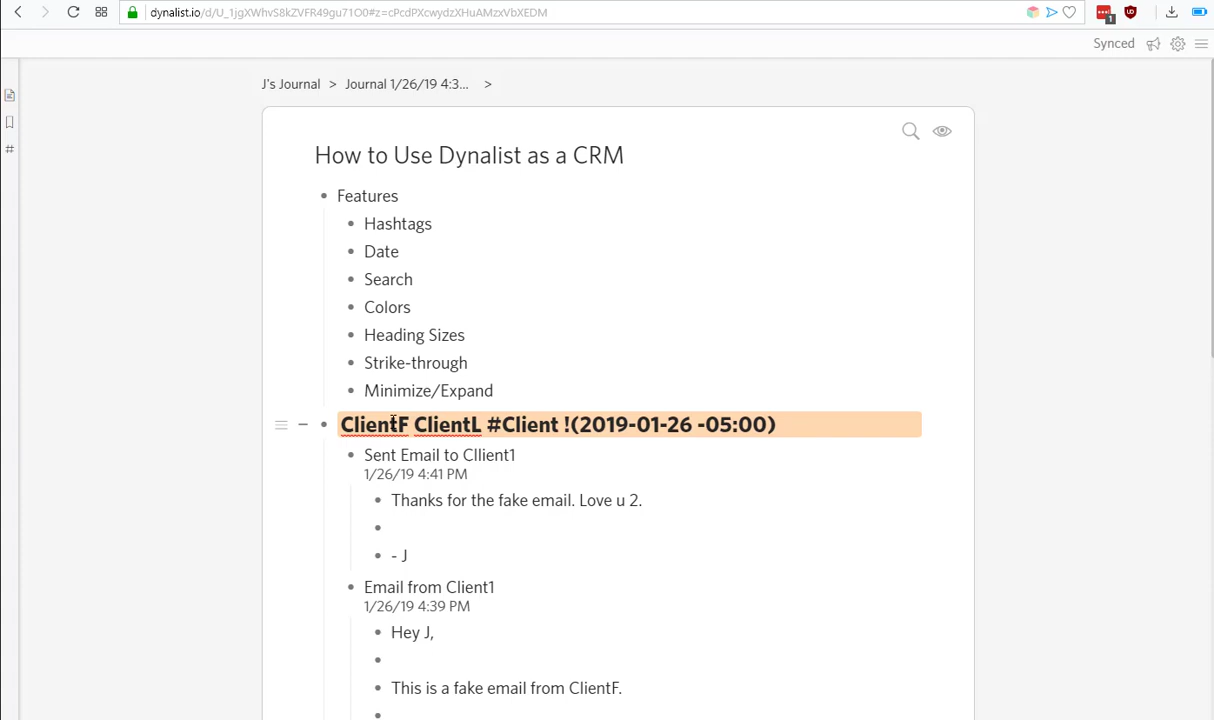 dynalist.io/d/U_1jgXWhvS8kZVFR49gu71O0#z=cPcdPXcwydzXHuAMzxVbXEDM
1
Synced
J's Journal > Journal 1/26/19 4:3... >
How to Use Dynalist as a CRM
Features
Hashtags
Date
Search
Colors
Heading Sizes
Strike-through
Minimize/Expand
ClientF ClientL #Client !(2019-01-26 -05:00)
Sent Email to Cllient1
1/26/19 4:41 PM
Thanks for the fake email. Love u 2.
- J
Email from Client1
1/26/19 4:39 PM
Hey J,
This is a fake email from ClientF.